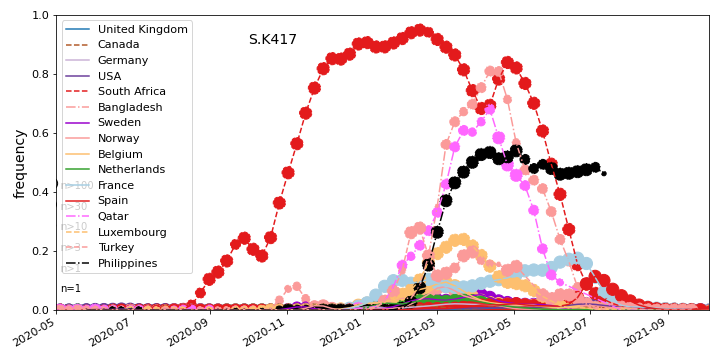 S.K417
frequency
1.0
0.8
0.6
0.4
0.2
0.0
United Kingdom
Canada
Germany
USA
South Africa
Bangladesh
Sweden
Norway
Belgium
Netherlands
France
Spain
Qatar
Luxembourg
Turkey
Philippines
n>100
n>30
n>10
n>3
n>1
n=1
2020-05
2020-07
2020-09
2020-11
2021-01
2021-03
2021-05
2021-07
2021-09